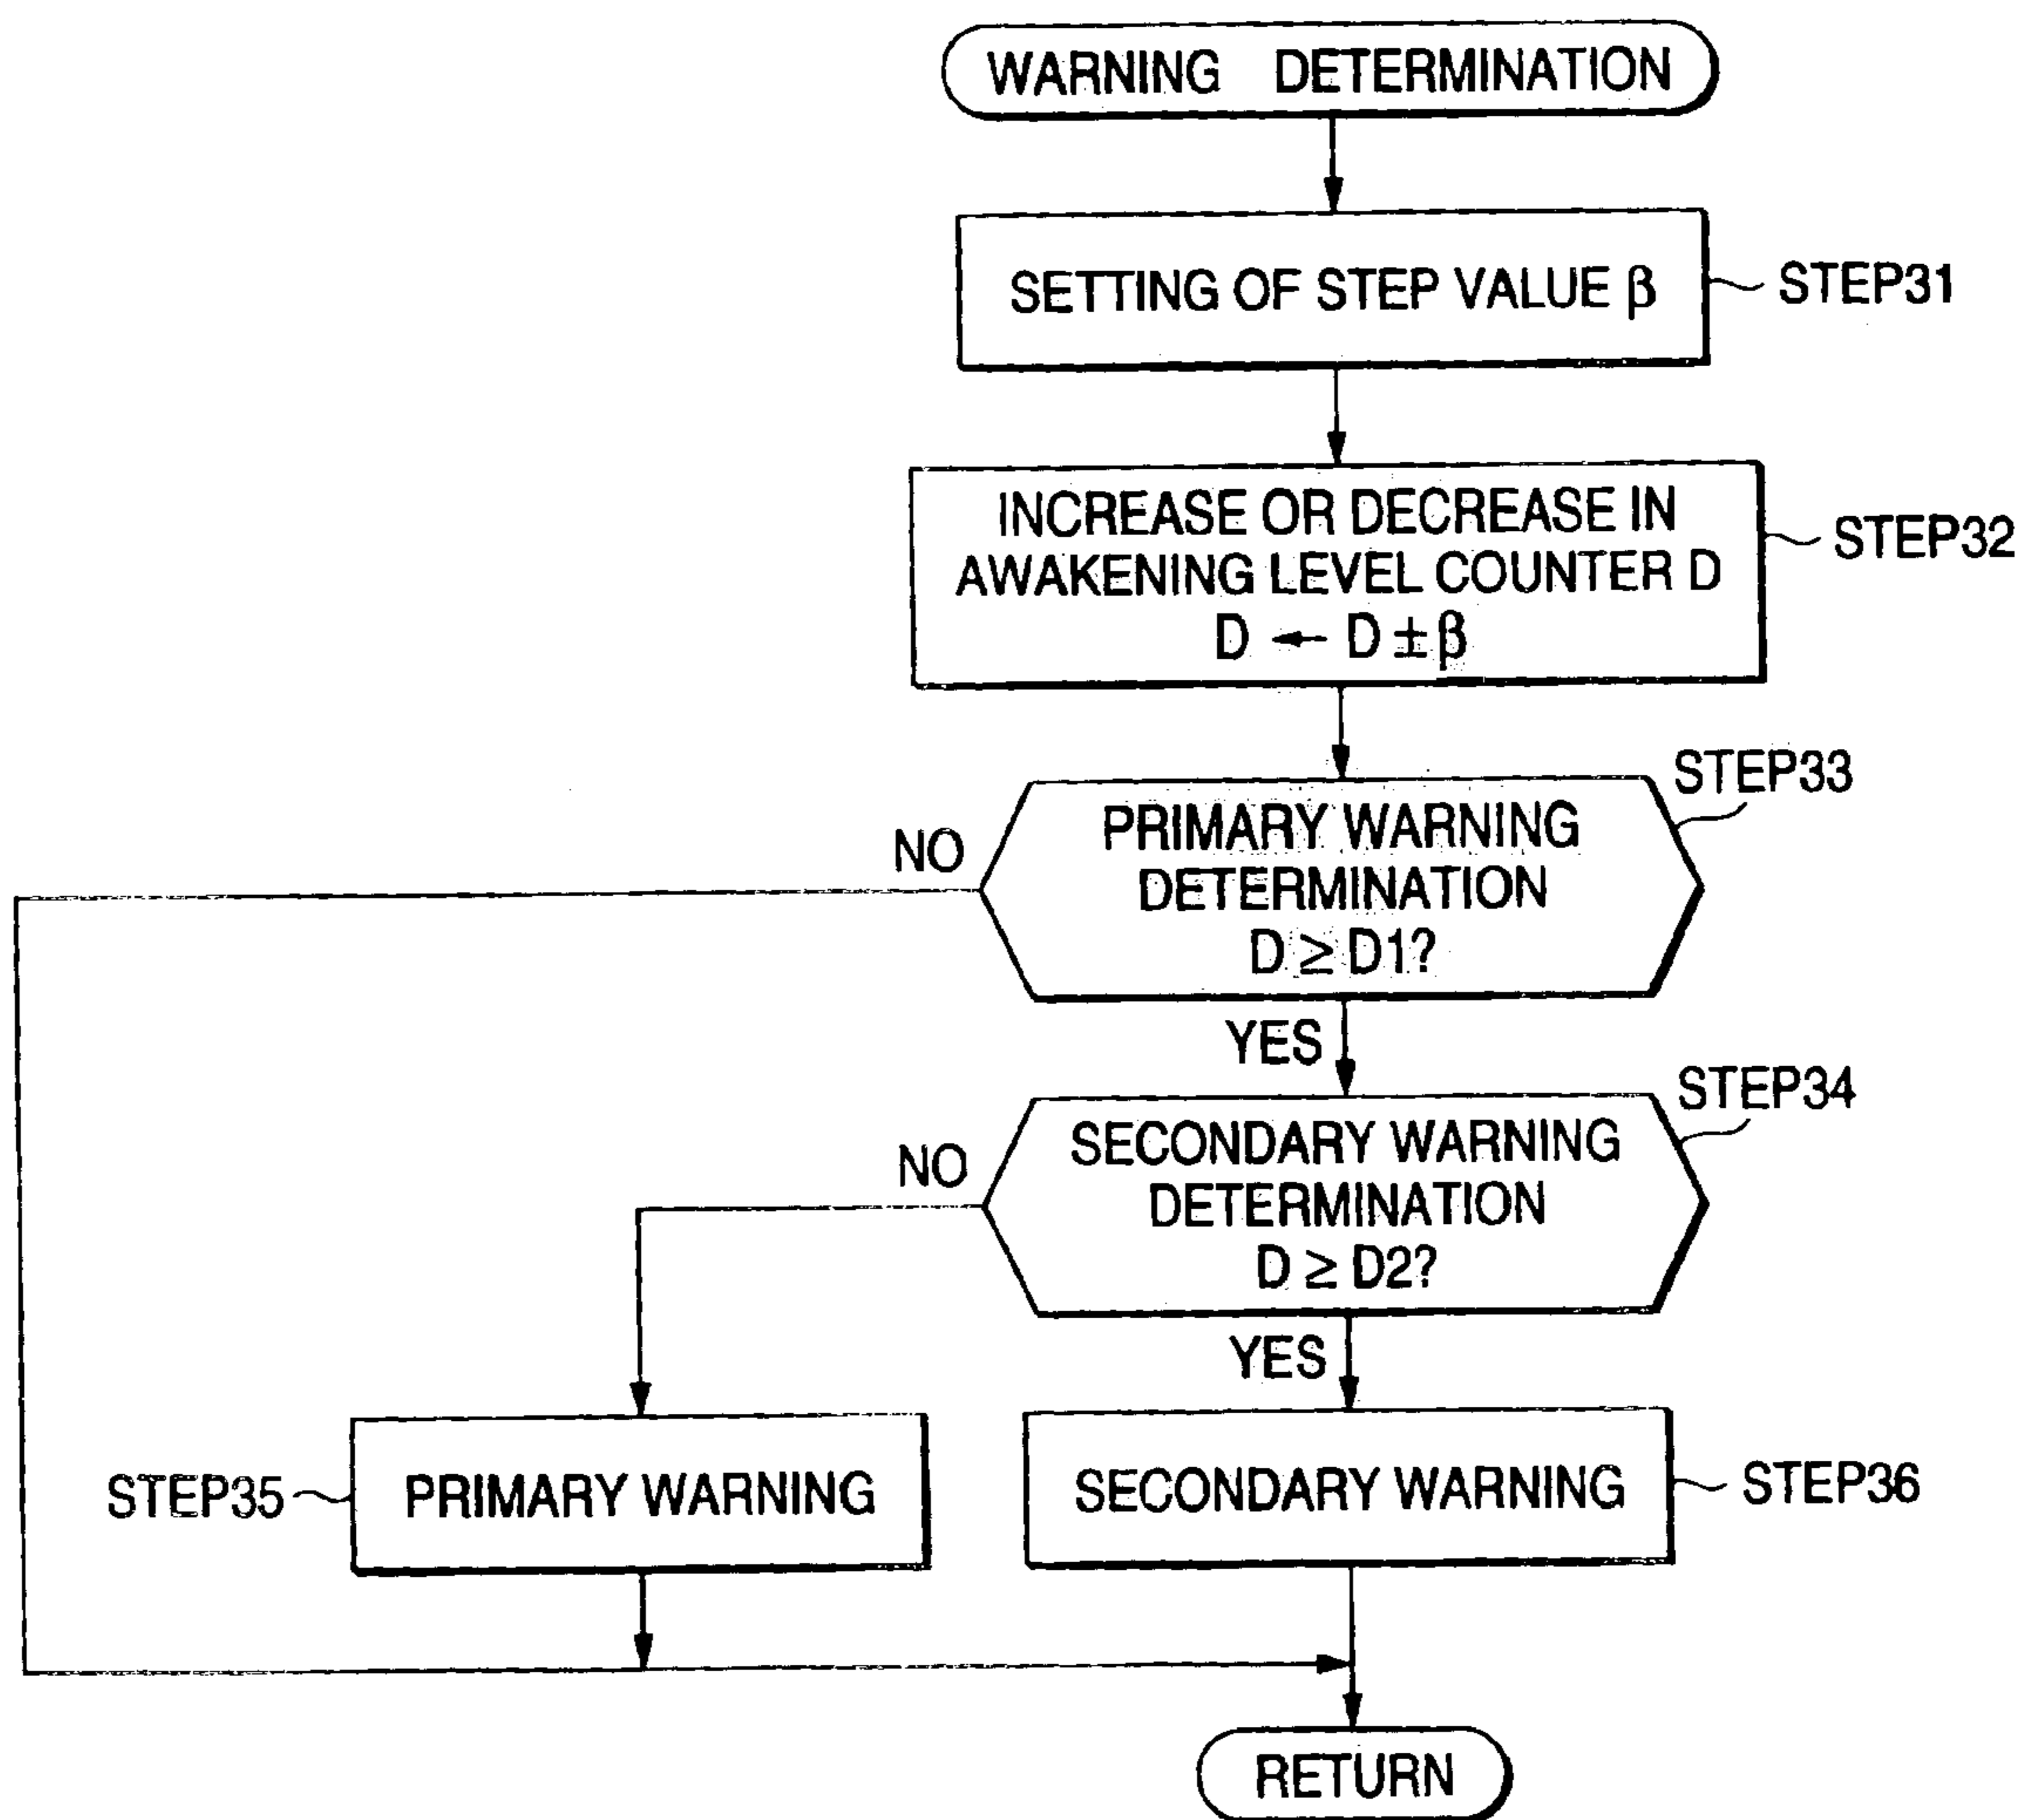 WARNING DETERMINATION
SETTING OF STEP VALUE β
STEP31
INCREASE OR DECREASE IN
AWAKENING LEVEL COUNTER D
D ← D ± β
STEP32
STEP33
PRIMARY WARNING
DETERMINATION
D ≥ D1?
NO
YES
STEP34
SECONDARY WARNING
DETERMINATION
D ≥ D2?
NO
YES
STEP35
PRIMARY WARNING
SECONDARY WARNING
STEP36
RETURN